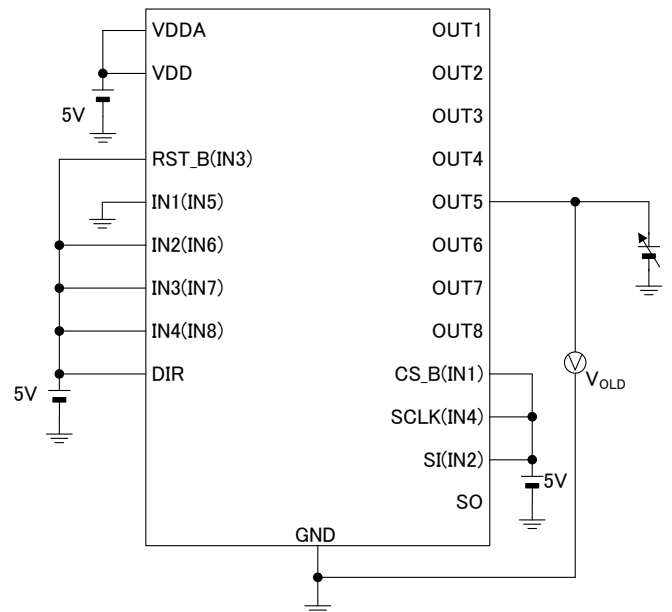 VDDA
OUT1
VDD
OUT2
5V
OUT3
RST_B(IN3)
OUT4
IN1(IN5)
OUT5
IN2(IN6)
OUT6
IN3(IN7)
OUT7
IN4(IN8)
OUT8
DIR
CS_B(IN1)
5V
V
VOLD
SCLK(IN4)
SI(IN2)
5V
SO
GND